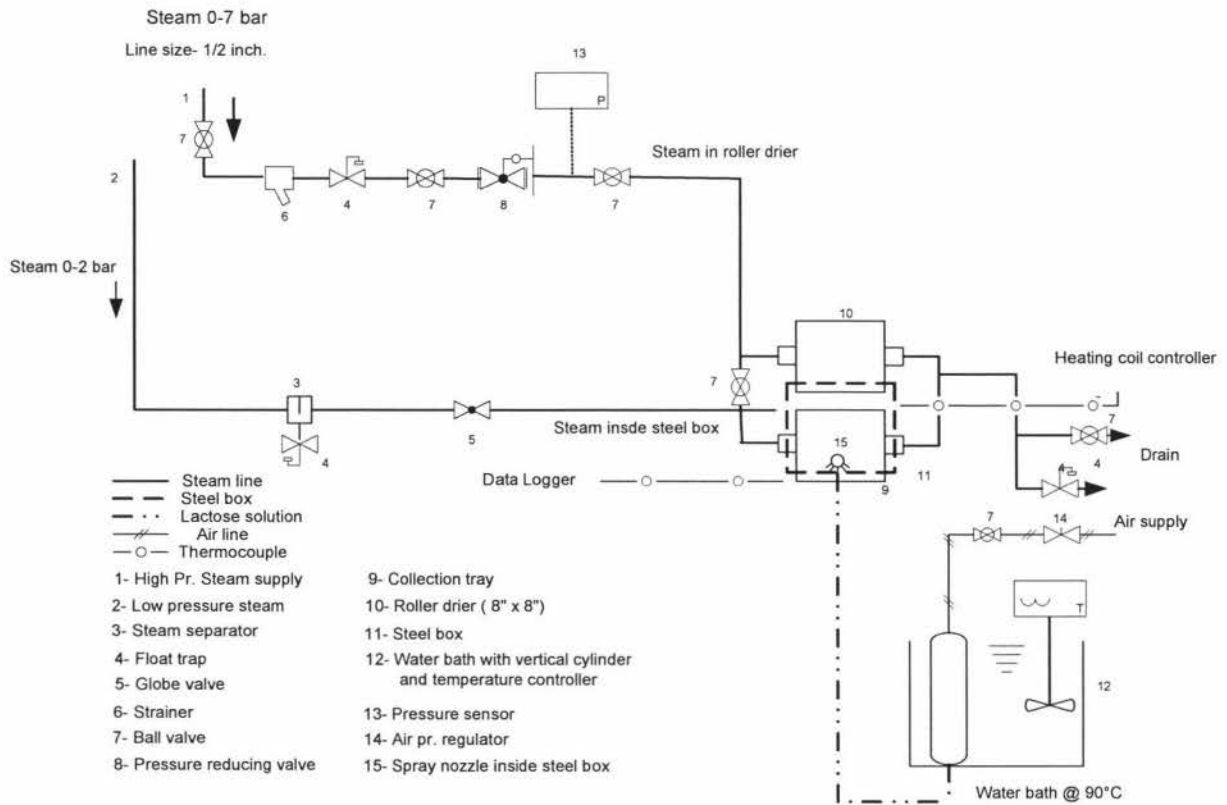 Steam 0-7 bar
Line size- 1/2 inch.
13
P
1
7
Steam in roller drier
2
6
4
7
8
7
Steam 0-2 bar
10
Heating coil controller
3
7
Steam insde steel box
5
4
15
7
4
Drain
11
Data Logger
9
4
Steam line
Steel box
Lactose solution
Air line
Thermocouple
7
14
Air supply
1- High Pr. Steam supply
2- Low pressure steam
3- Steam separator
4- Float trap
5- Globe valve
6- Strainer
7- Ball valve
8- Pressure reducing valve
9- Collection tray
10- Roller drier ( 8" x 8")
11- Steel box
12- Water bath with vertical cylinder
and temperature controller
13- Pressure sensor
14- Air pr. regulator
15- Spray nozzle inside steel box
T
12
Water bath @ 90°C